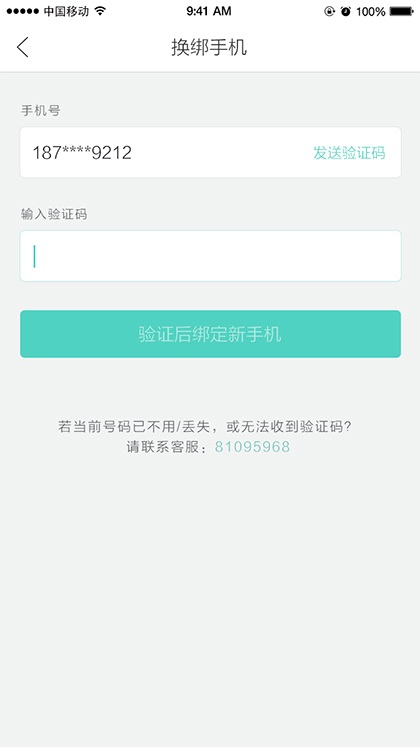 中国移动 9:41 AM 100%
换绑手机
手机号
187****9212 发送验证码
输入验证码
验证后绑定新手机
若当前号码已不用/丢失，或无法收到验证码？
请联系客服：81095968